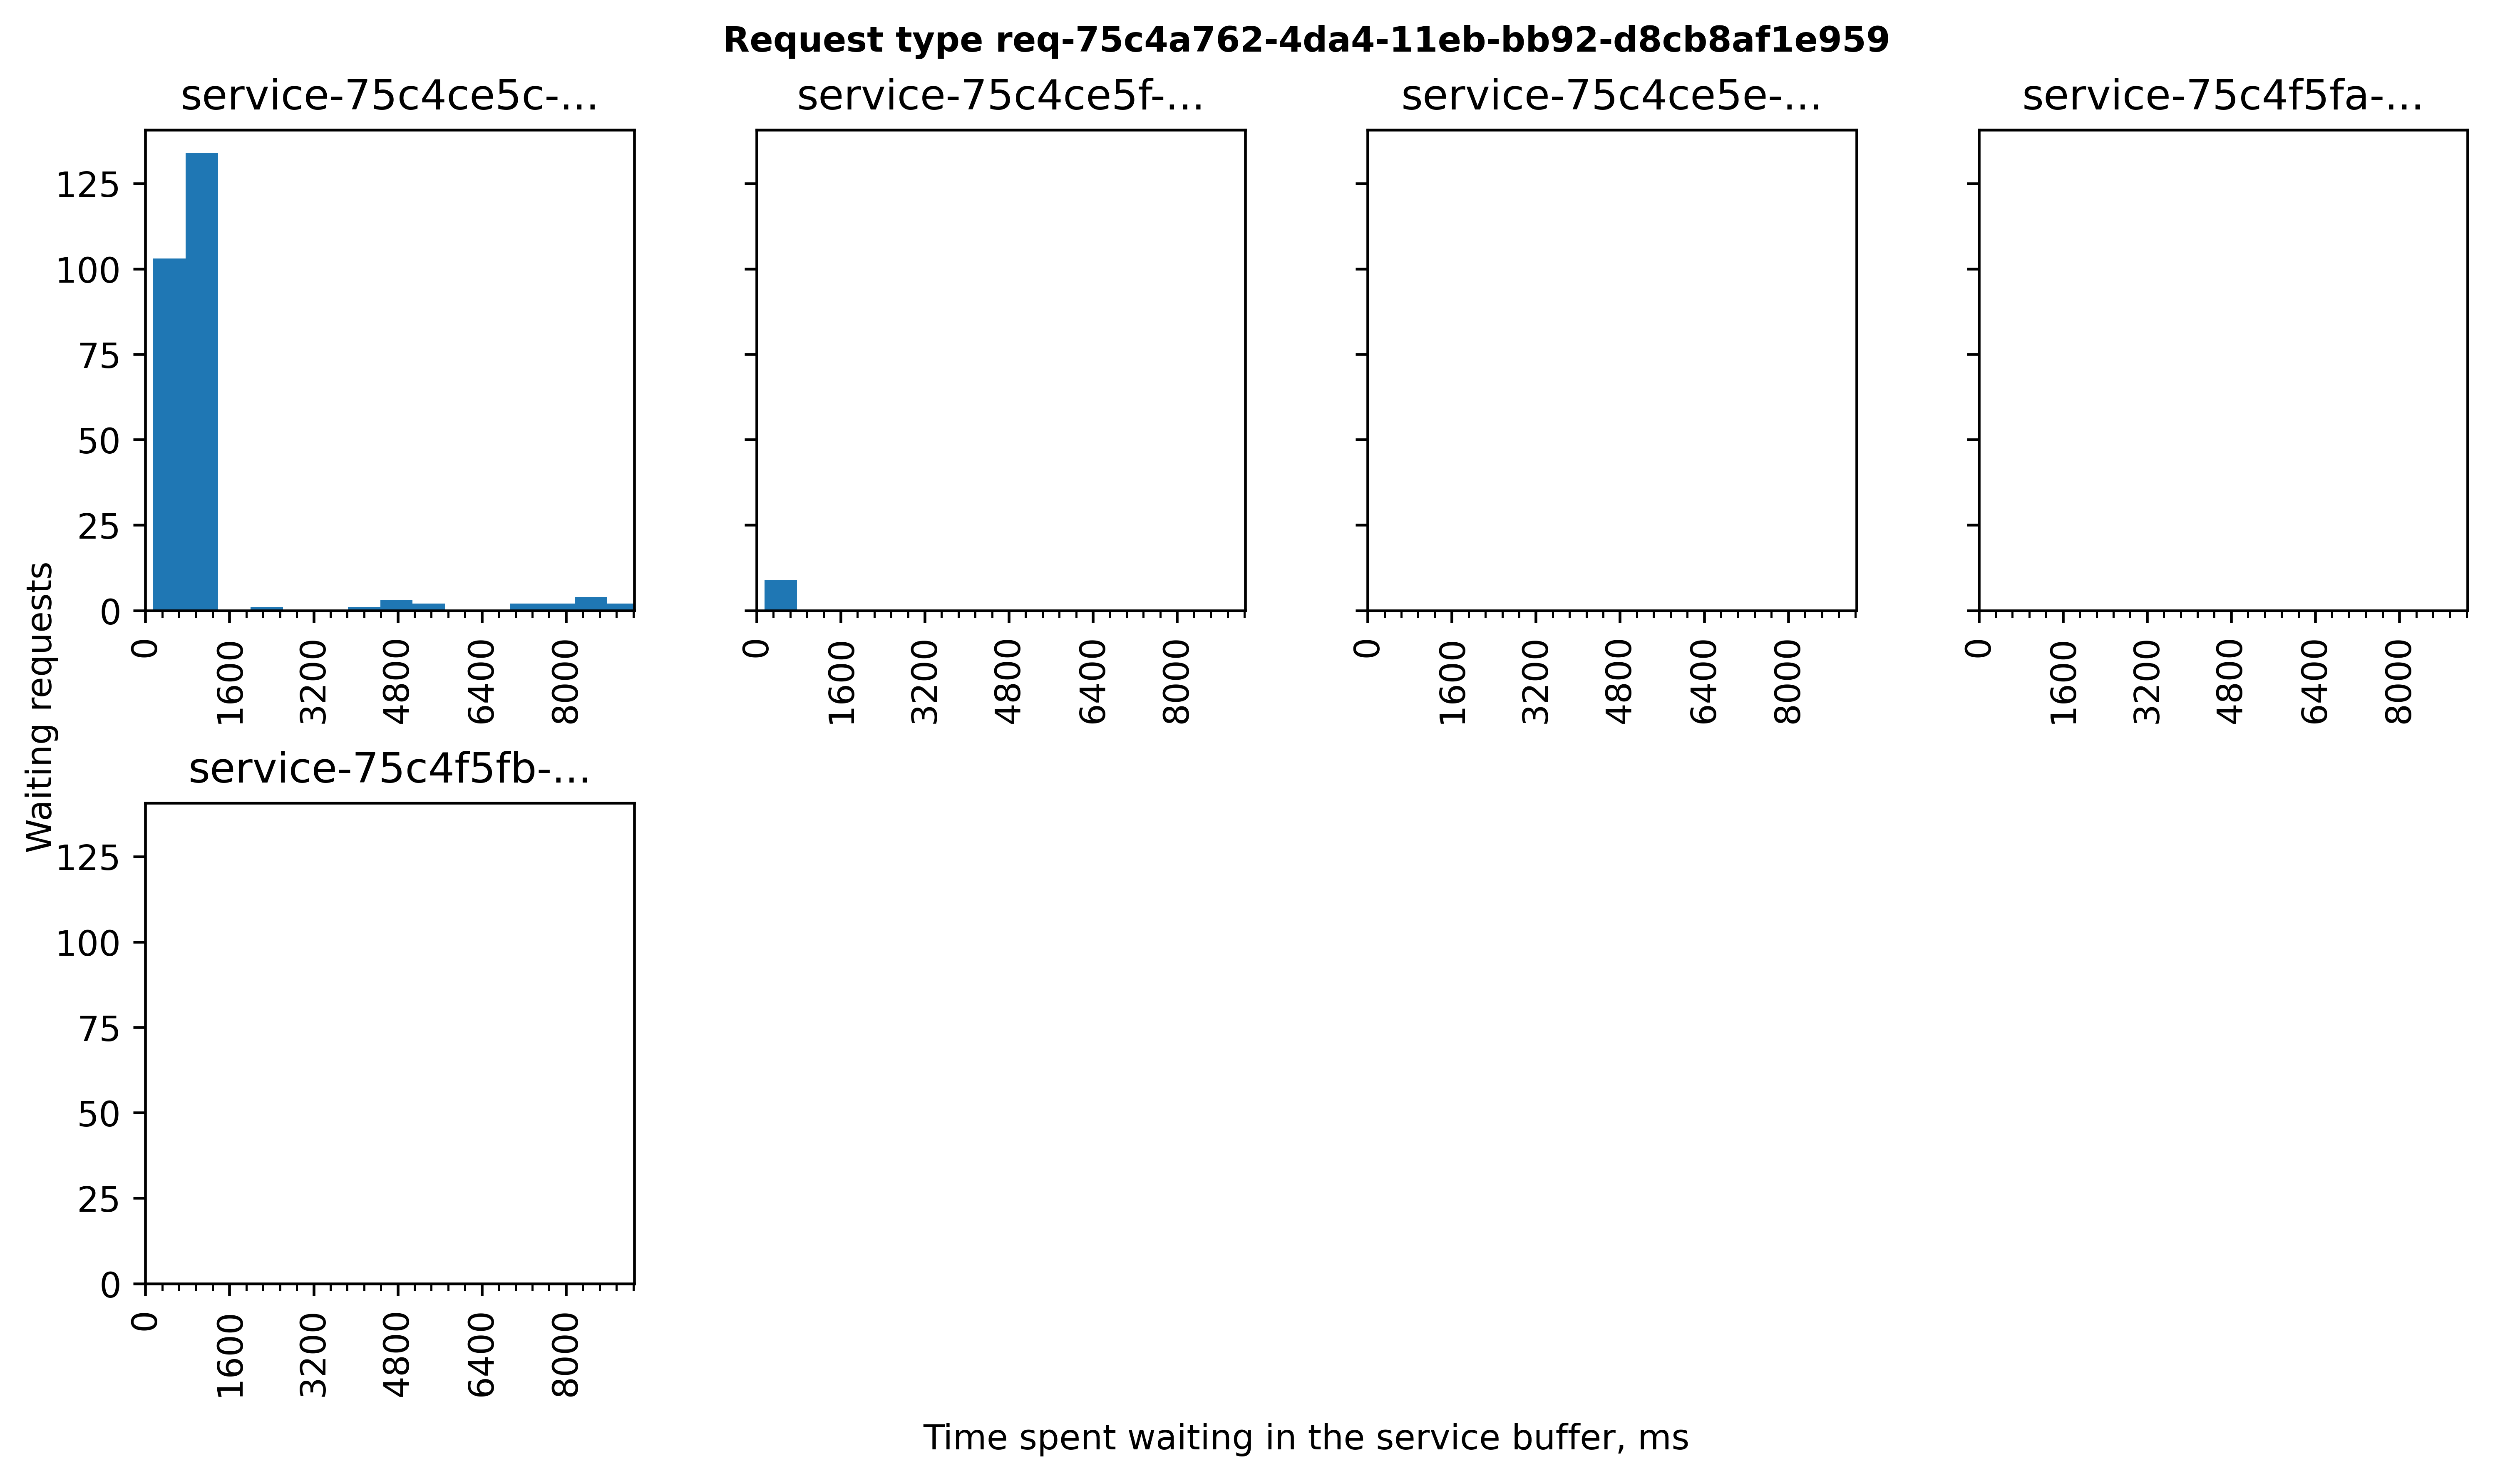 Request type req-75c4a762-4da4-11eb-bb92-d8cb8af1e959
service-75c4ce5c-...
service-75c4ce5f-...
service-75c4ce5e-...
service-75c4f5fa-...
125
100
75
50
25
0
0 1600 3200 4800 6400 8000
0 1600 3200 4800 6400 8000
0 1600 3200 4800 6400 8000
0 1600 3200 4800 6400 8000
Waiting requests
service-75c4f5fb-...
125
100
75
50
25
0
0 1600 3200 4800 6400 8000
Time spent waiting in the service buffer, ms